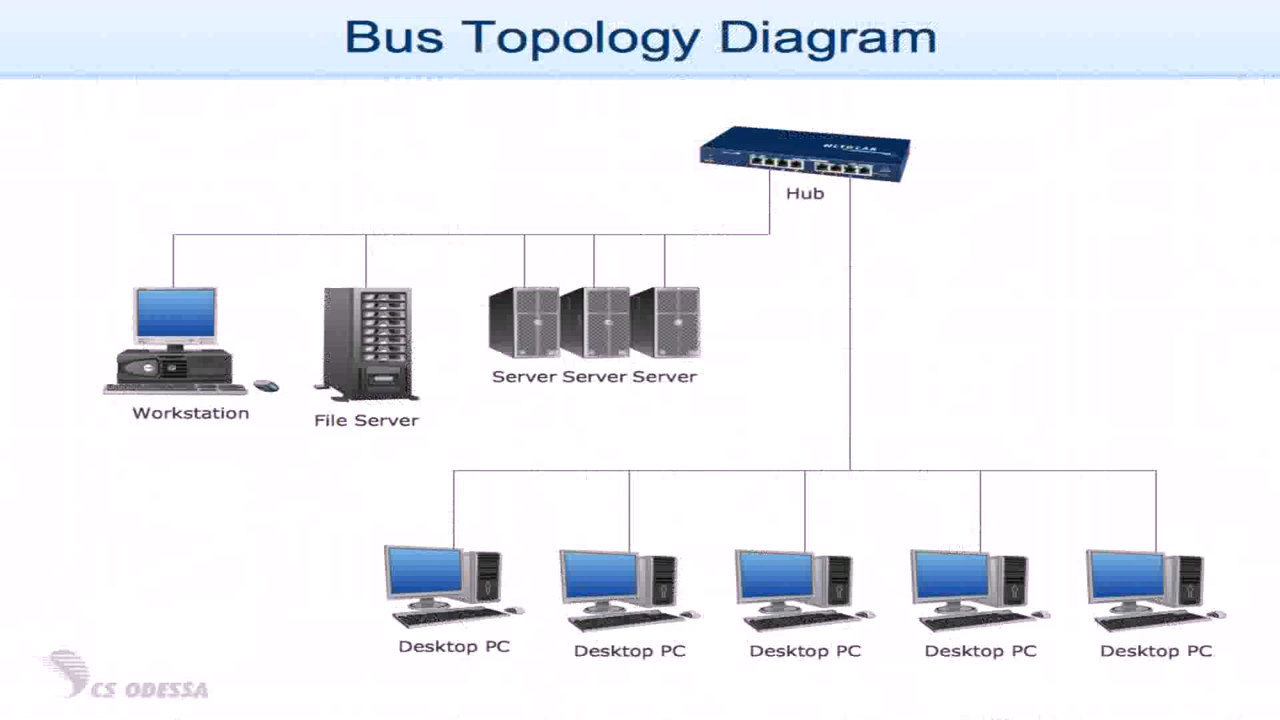 Bus Topology Diagram
NETGEAR
Hub
Server Server Server
Workstation
File Server
Desktop PC
Desktop PC
Desktop PC
Desktop PC
Desktop PC
CS ODESSA